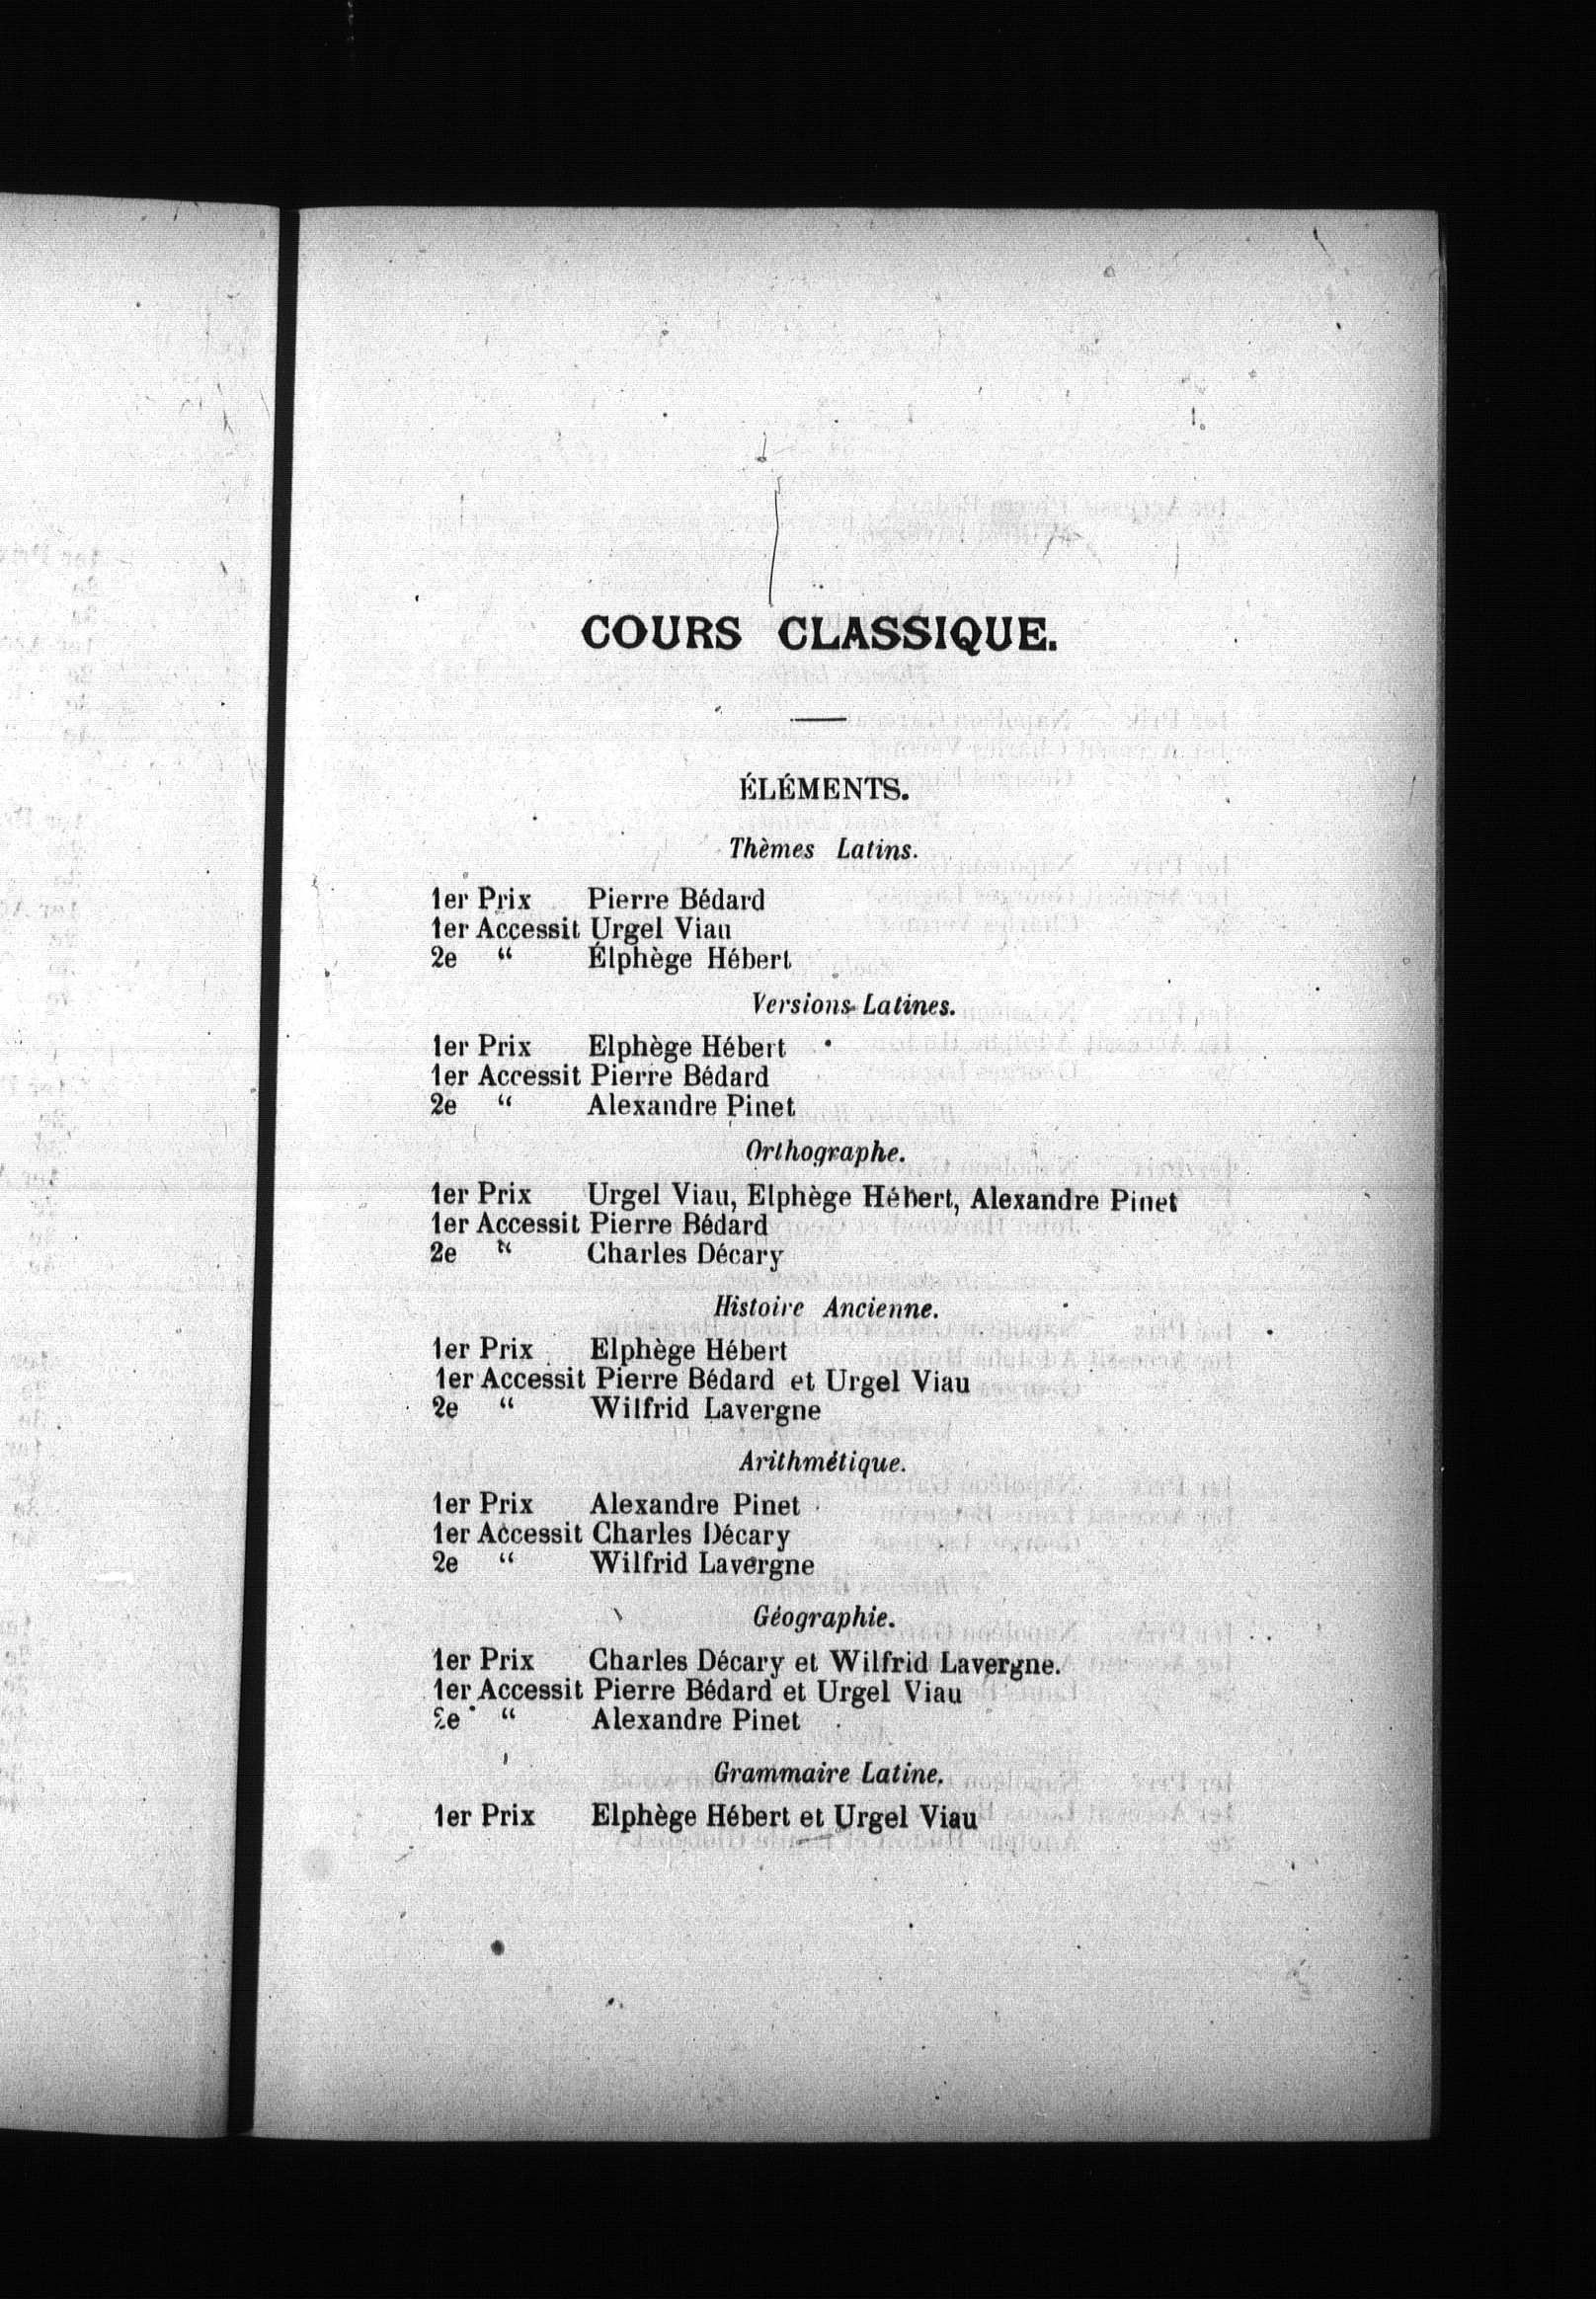 COURS CLASSIQUE.
ÉLÉMENTS.
Thèmes Latins.
1er Prix Pierre Bédard
1er Accessit Urgel Viau
2e “ Élphège Hébert
Versions Latines.
1er Prix Elphège Hébert
1er Accessit Pierre Bédard
2e “ Alexandre Pinet
Orthographe.
1er Prix Urgel Viau, Elphège Hébert, Alexandre Pinet
1er Accessit Pierre Bédard
2e “ Charles Décary
Histoire Ancienne.
1er Prix Elphège Hébert
1er Accessit Pierre Bédard et Urgel Viau
2e “ Wilfrid Lavergne
Arithmétique.
1er Prix Alexandre Pinet
1er Accessit Charles Décary
2e “ Wilfrid Lavergne
Géographie.
1er Prix Charles Décary et Wilfrid Lavergne.
1er Accessit Pierre Bédard et Urgel Viau
2e “ Alexandre Pinet
Grammaire Latine.
1er Prix Elphège Hébert et Urgel Viau